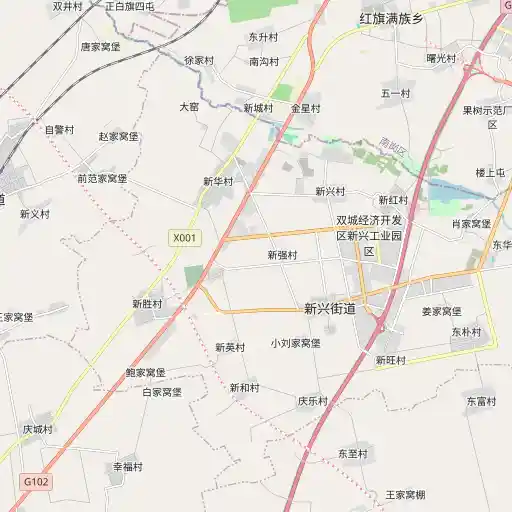 双井村
正白旗四屯
红旗满族乡
G
唐家窝堡
东升村
徐家村
南沟村
曙光村
五一村
大窑
新城村
金星村
果树示范厂
区
自警村
赵家窝堡
南岗区
楼上屯
前范家窝堡
新华村
新兴村
新红村
道
新义村
双城经济开发
区新兴工业园
区
肖家窝堡
X001
东华
新强村
新胜村
新兴街道
姜家窝堡
王家窝堡
东朴村
新英村
小刘家窝堡
新旺村
鲍家窝堡
白家窝堡
新和村
庆乐村
东富村
庆城村
幸福村
东至村
G102
王家窝棚